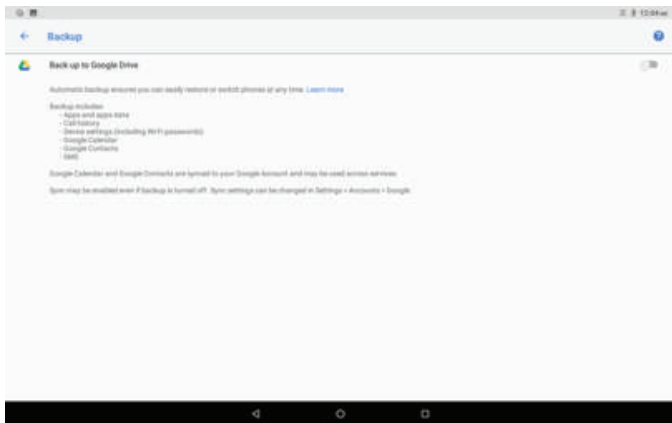 12:04 AM
Backup
Back up to Google Drive
Automatic backup ensures you can easily restore or switch phones at any time. Learn more
Backup includes:
- Apps and apps data
- Call history
- Device settings (including Wi-Fi passwords)
- Google Calendar
- Google Contacts
- SMS
Google Calendar and Google Contacts are synced to your Google Account and may be used across services.
Sync may be enabled even if backup is turned off. Sync settings can be changed in Settings > Accounts > Google.